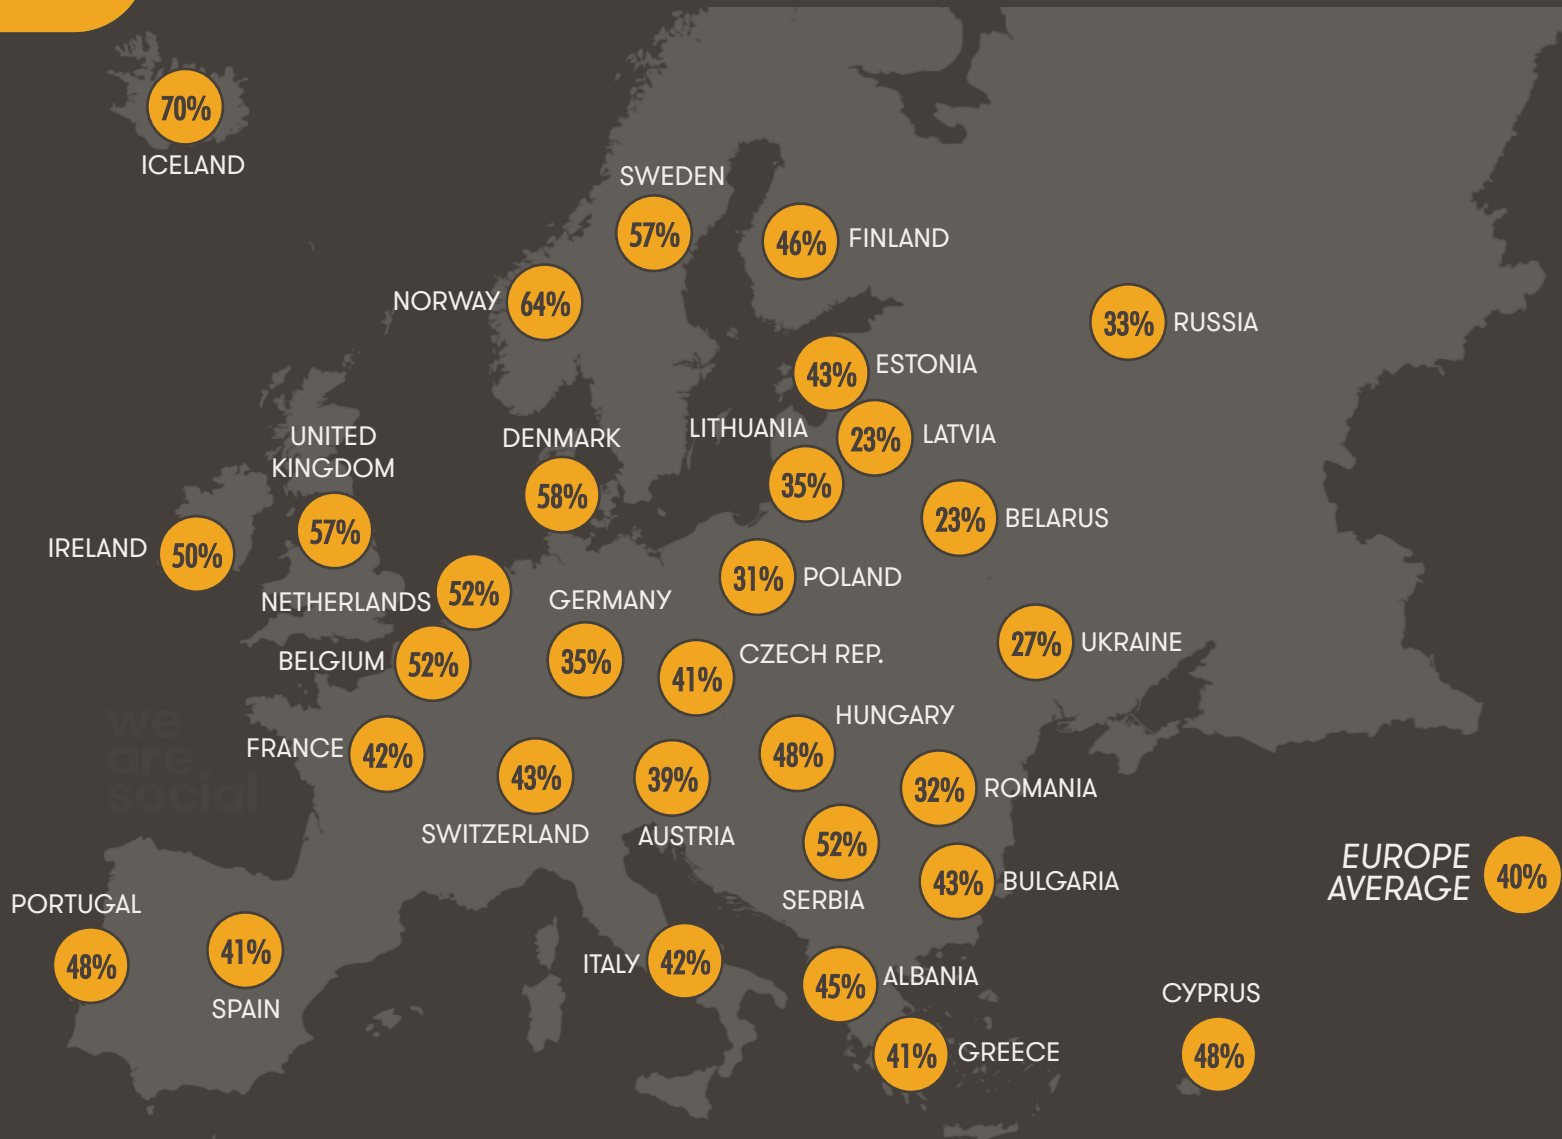 70%
ICELAND
SWEDEN
57%
46%
FINLAND
NORWAY
64%
33%
RUSSIA
43%
ESTONIA
LITHUANIA
23%
LATVIA
UNITED
KINGDOM
DENMARK
58%
35%
57%
23%
BELARUS
IRELAND
50%
NETHERLANDS
52%
GERMANY
31%
POLAND
BELGIUM
52%
35%
41%
CZECH REP.
27%
UKRAINE
we
are
social
FRANCE
42%
43%
SWITZERLAND
39%
AUSTRIA
HUNGARY
48%
32%
ROMANIA
52%
SERBIA
43%
BULGARIA
EUROPE
AVERAGE
40%
PORTUGAL
48%
41%
SPAIN
ITALY
42%
45%
ALBANIA
41%
GREECE
CYPRUS
48%